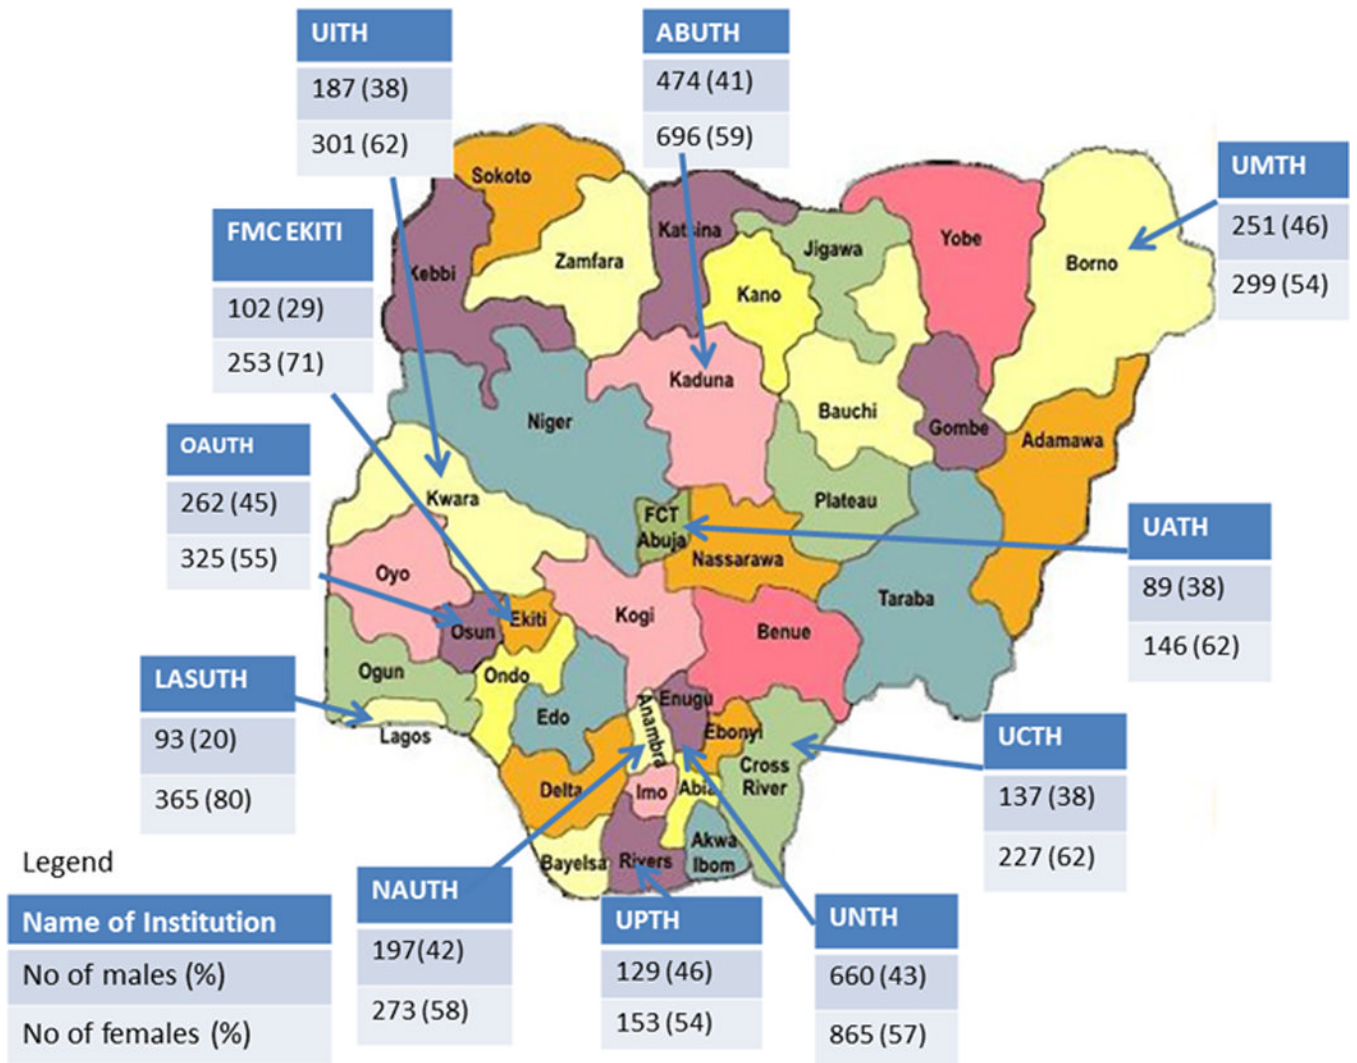 UITH
187 (38)
301 (62)
ABUTH
474 (41)
696 (59)
UMTH
251 (46)
299 (54)
FMC EKITI
102 (29)
253 (71)
OAUTH
262 (45)
325 (55)
LASUTH
93 (20)
365 (80)
UATH
89 (38)
146 (62)
UCTH
137 (38)
227 (62)
NAUTH
197(42)
273 (58)
UPTH
129 (46)
153 (54)
UNTH
660 (43)
865 (57)
Sokoto
Kebbi
Zamfara
Katsina
Kano
Jigawa
Yobe
Borno
Niger
Kaduna
Bauchi
Gombe
Adamawa
Kwara
FCT
Abuja
Nassarawa
Plateau
Taraba
Oyo
Osun
Ekiti
Kogi
Benue
Ogun
Ondo
Edo
Lagos
Anambra
Enugu
Ebonyi
Cross
River
Delta
Imo
Abia
Bayelsa
Rivers
Akwa
Ibom
Legend
Name of Institution
No of males (%)
No of females (%)